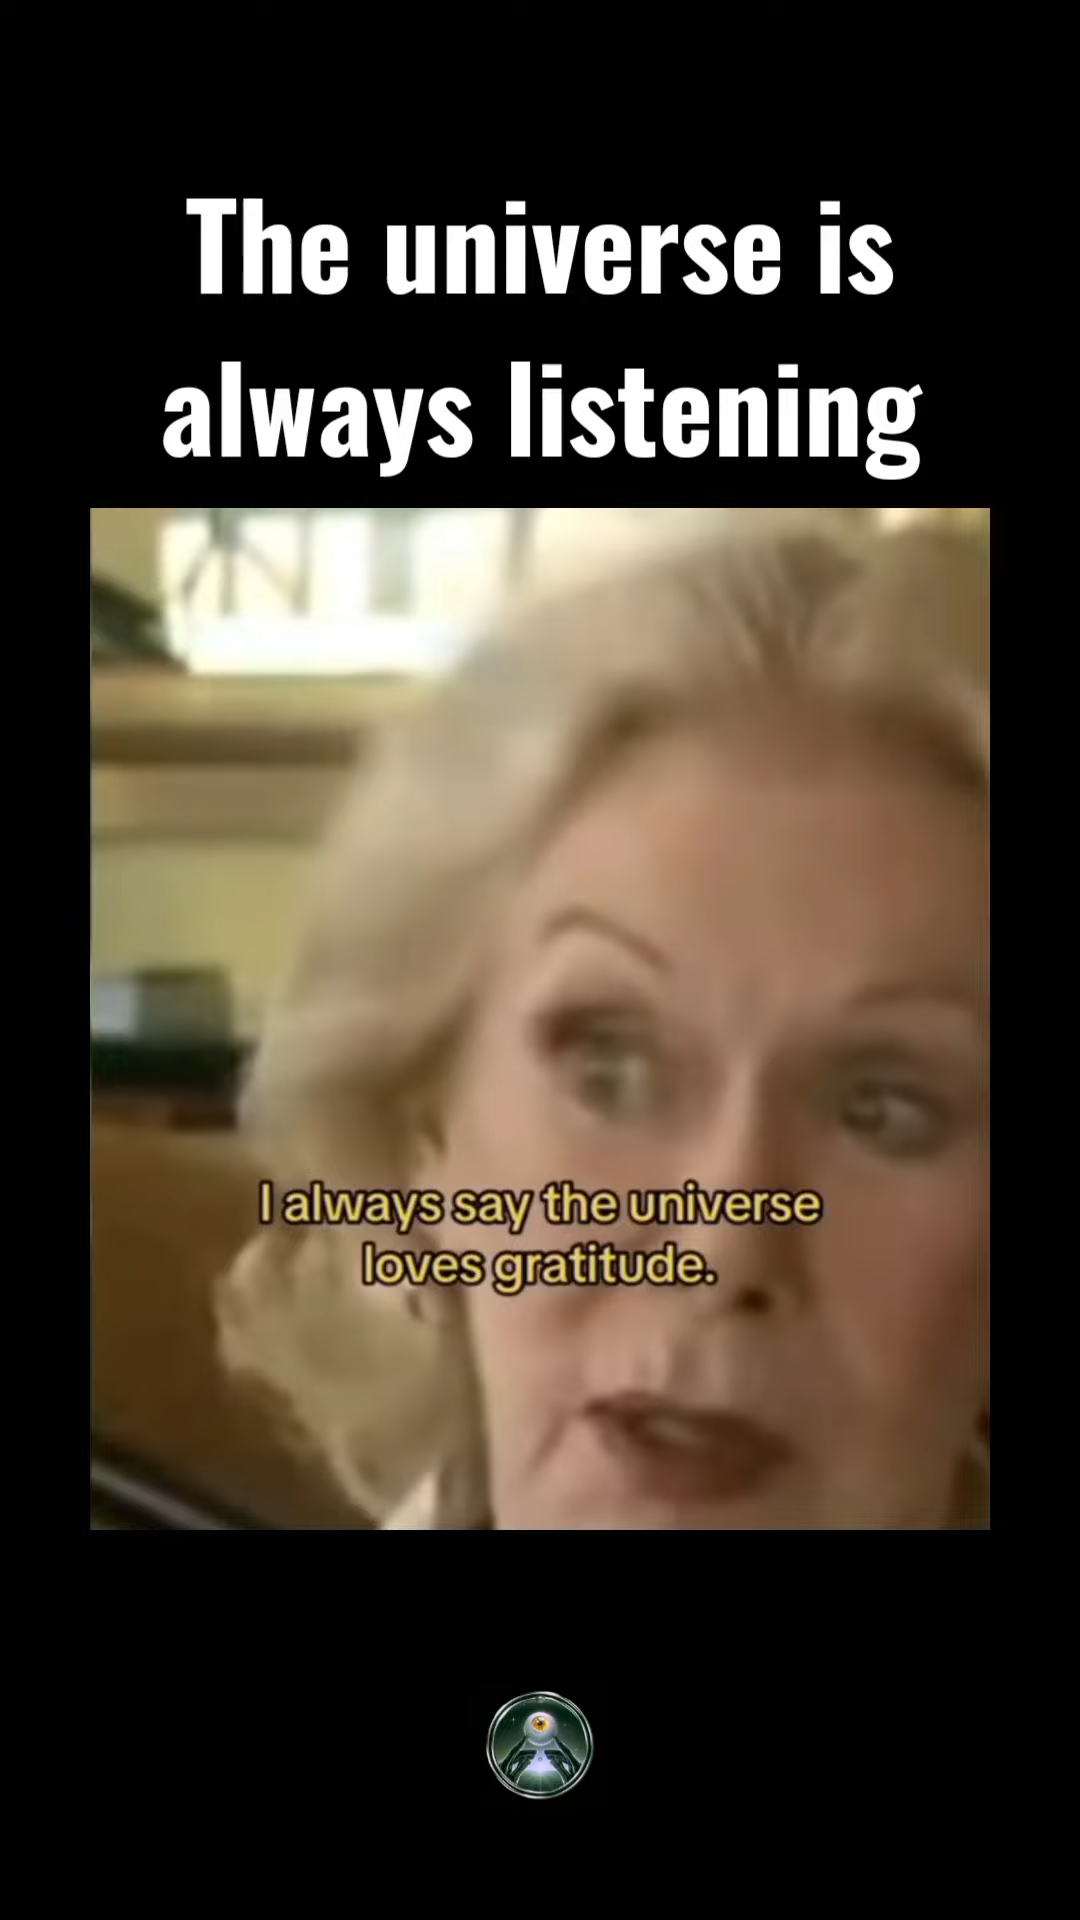 The universe is
always listening
I always say the universe
loves gratitude.